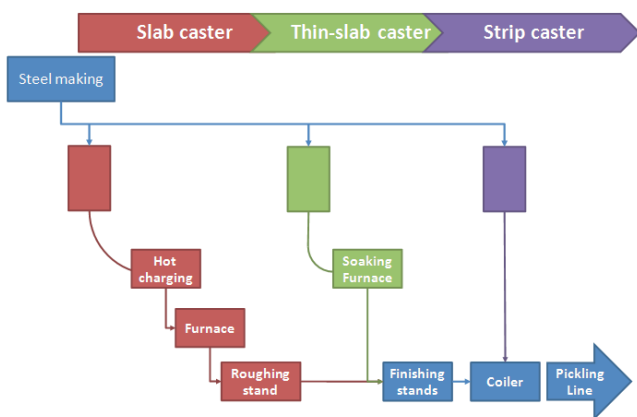 Slab caster
Thin-slab caster
Strip caster
Steel making
Hot
charging
Soaking
Furnace
Furnace
Roughing
stand
Finishing
stands
Coiler
Pickling
Line